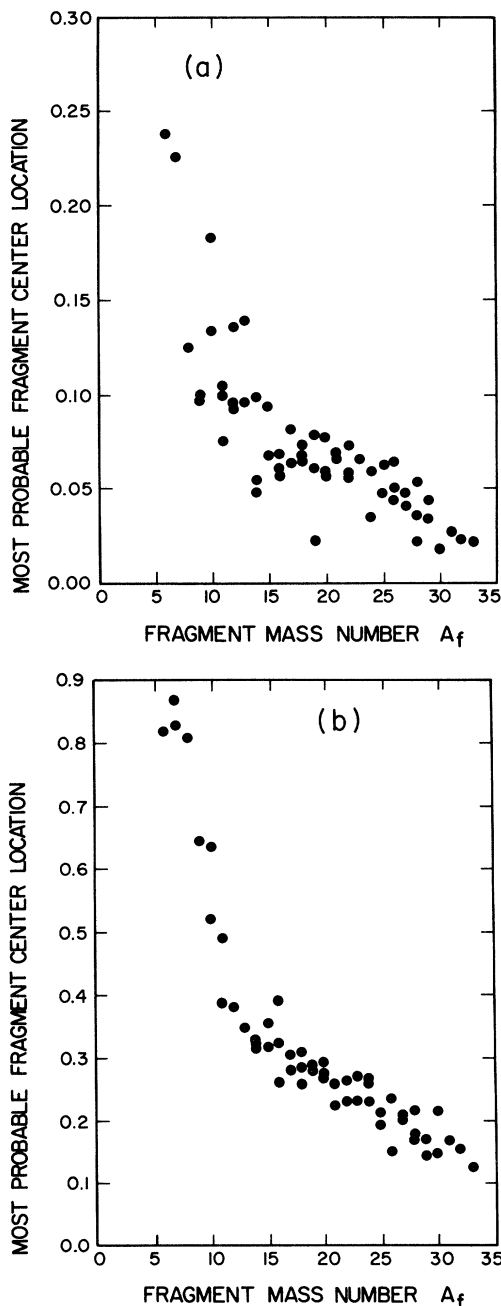 (a)
MOST PROBABLE FRAGMENT CENTER LOCATION
0.30
0.25
0.20
0.15
0.10
0.05
0.00
0 5 10 15 20 25 30 35
FRAGMENT MASS NUMBER Af
(b)
MOST PROBABLE FRAGMENT CENTER LOCATION
0.9
0.8
0.7
0.6
0.5
0.4
0.3
0.2
0.1
0.0
0 5 10 15 20 25 30 35
FRAGMENT MASS NUMBER Af